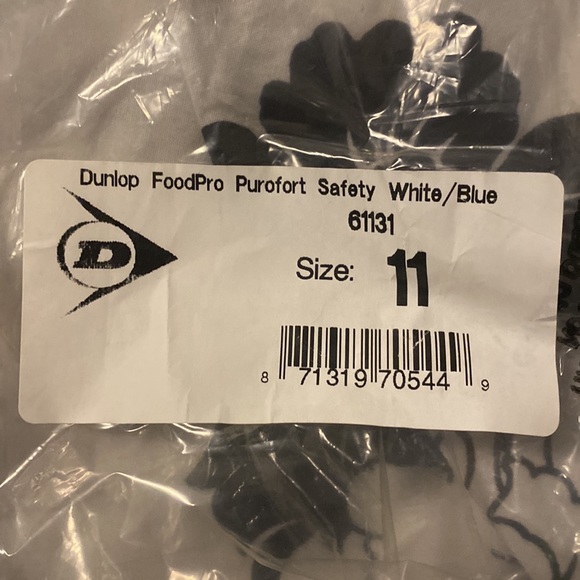 Dunlop FoodPro Purofort Safety White/Blue
61131
D
Size: 11
8 71319 70544 9